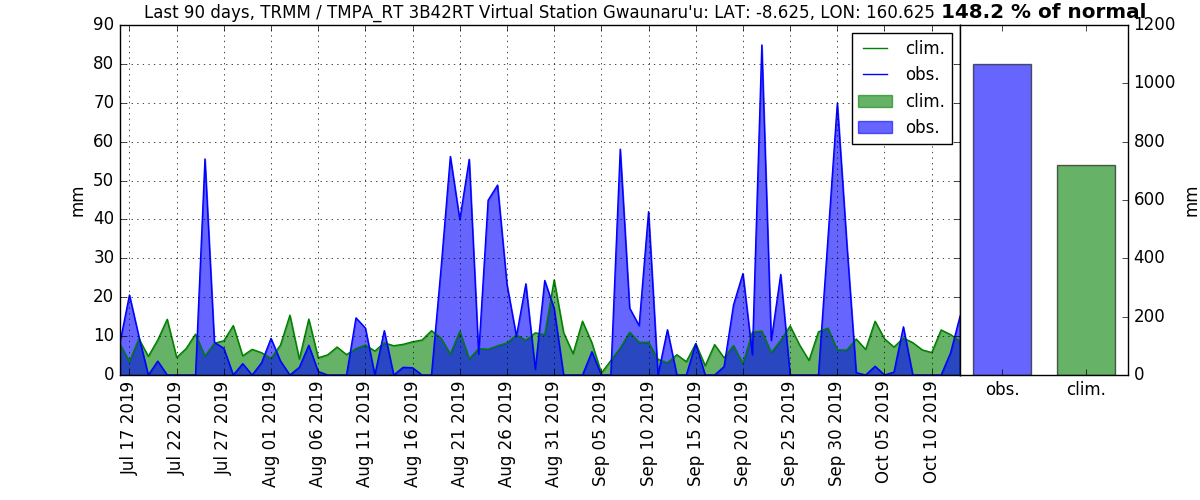 Last 90 days, TRMM / TMPA_RT 3B42RT Virtual Station Gwaunaru'u: LAT: -8.625, LON: 160.625 148.2 % of normal
90
80
70
60
50
40
30
20
10
0
mm
clim.
obs.
clim.
obs.
Jul 17 2019
Jul 22 2019
Jul 27 2019
Aug 01 2019
Aug 06 2019
Aug 11 2019
Aug 16 2019
Aug 21 2019
Aug 26 2019
Aug 31 2019
Sep 05 2019
Sep 10 2019
Sep 15 2019
Sep 20 2019
Sep 25 2019
Sep 30 2019
Oct 05 2019
Oct 10 2019
1200
1000
800
600
400
200
0
mm
obs.
clim.